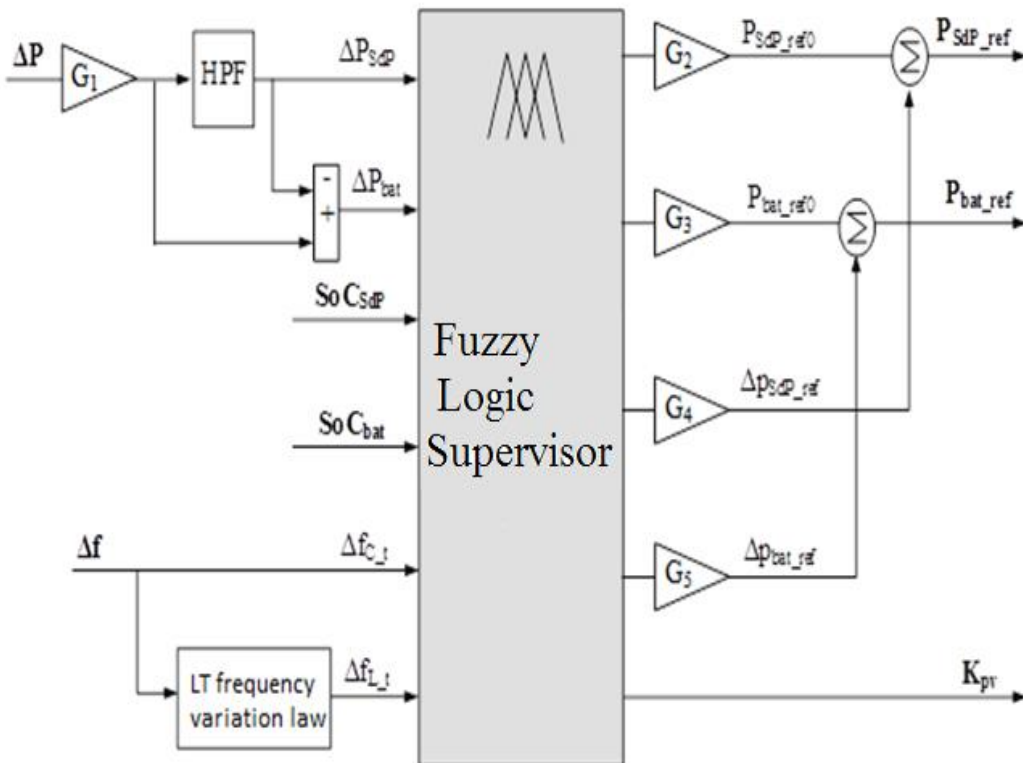 ΔP
G1
HPF
ΔPSdP
-
+
ΔPbat
SoCSdP
SoCbat
Δf
ΔfC_t
LT frequency
variation law
ΔfL_t
Fuzzy
Logic
Supervisor
G2
PSdP_ref0
Σ
PSdP_ref
G3
Pbat_ref0
Σ
Pbat_ref
G4
ΔpSdP_ref
G5
Δpbat_ref
Kpv